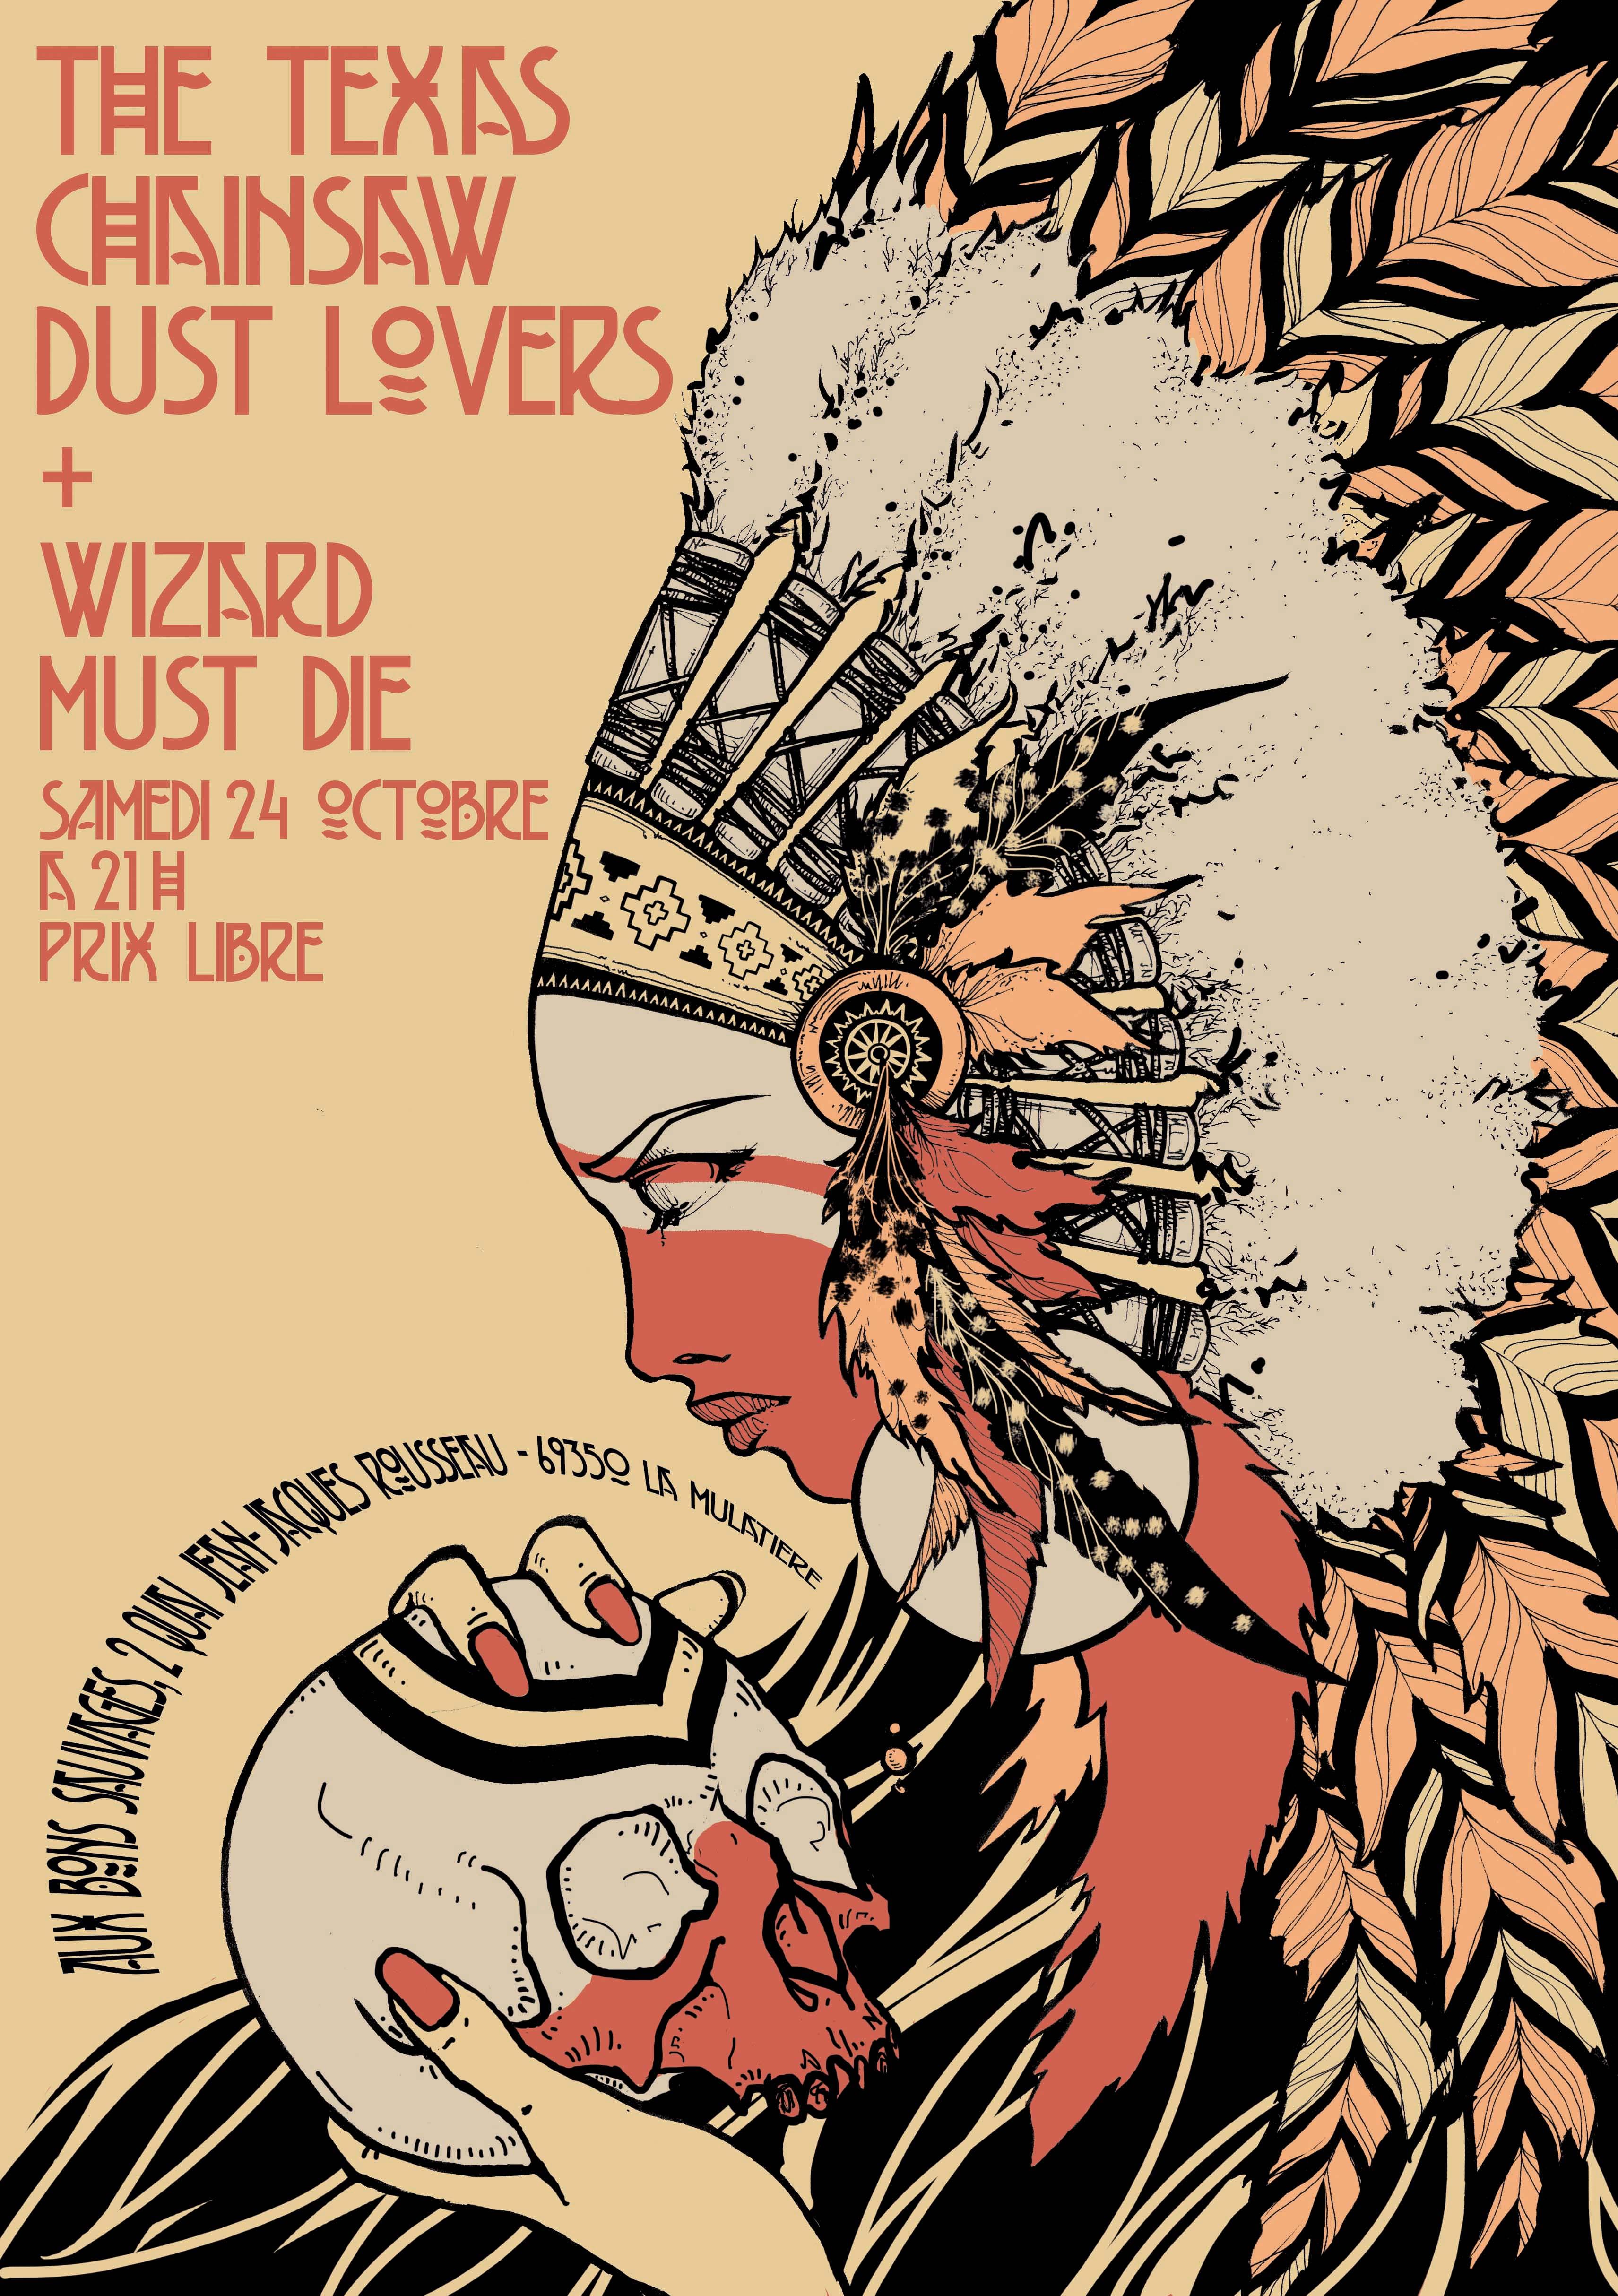 THE TEXAS
CHAINSAW
DUST LOVERS
+
WIZARD
MUST DIE
SAMEDI 24 OCTOBRE
A 21H
PRIX LIBRE
AUX BONS SAUVAGES, 2 QUAI JEAN-JACQUES ROUSSEAU - 69350 LA MULATIERE